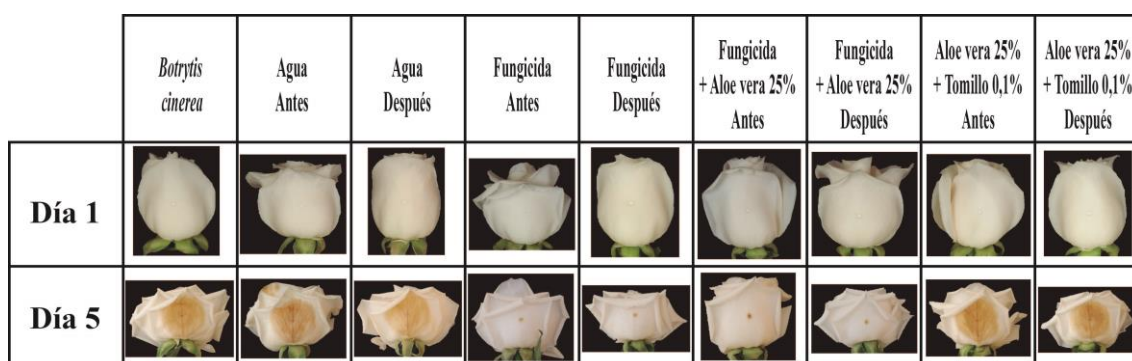 Botrytis
cinerea
Agua
Antes
Agua
Después
Fungicida
Antes
Fungicida
Después
Fungicida
+ Aloe vera 25%
Antes
Fungicida
+ Aloe vera 25%
Después
Aloe vera 25%
+ Tomillo 0,1%
Antes
Aloe vera 25%
+ Tomillo 0,1%
Después
Día 1
Día 5